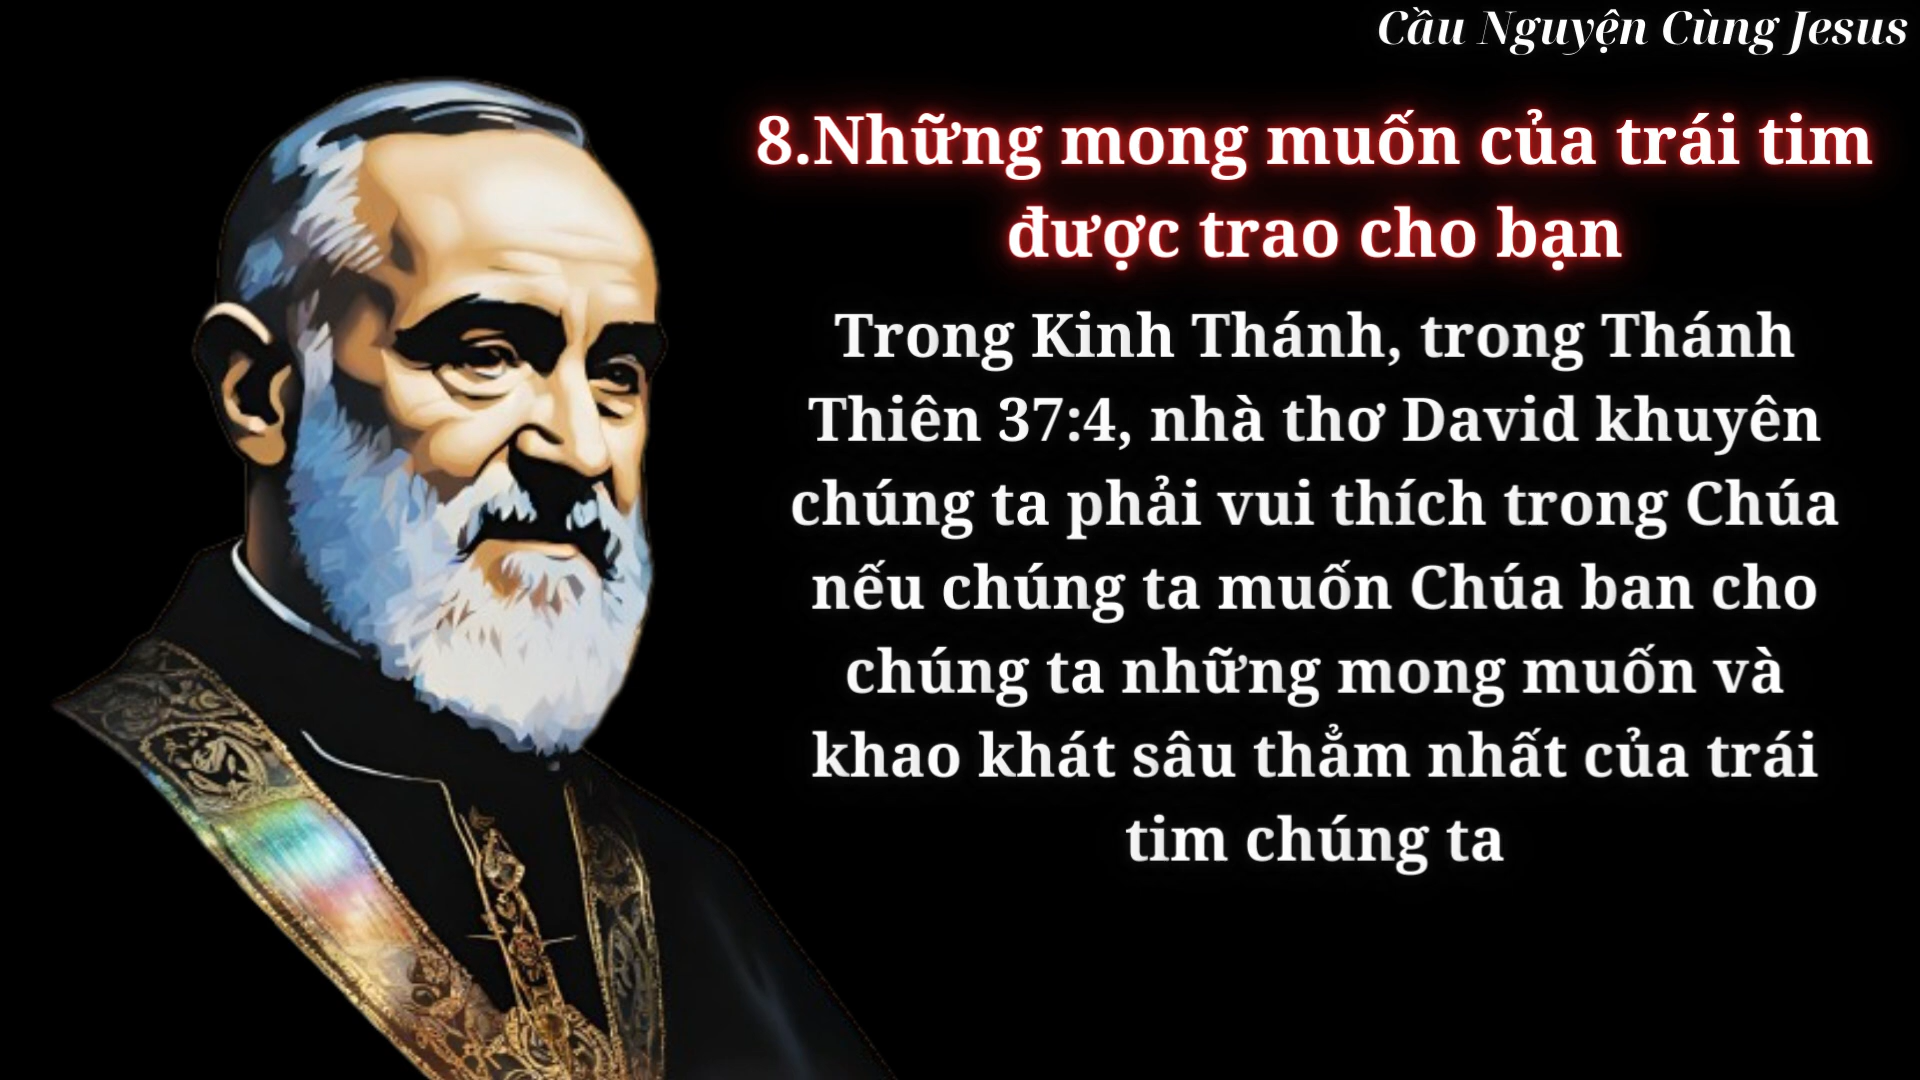 Cầu Nguyện Cùng Jesus
8.Những mong muốn của trái tim
được trao cho bạn
Trong Kinh Thánh, trong Thánh
Thiên 37:4, nhà thơ David khuyên
chúng ta phải vui thích trong Chúa
nếu chúng ta muốn Chúa ban cho
chúng ta những mong muốn và
khao khát sâu thẳm nhất của trái
tim chúng ta